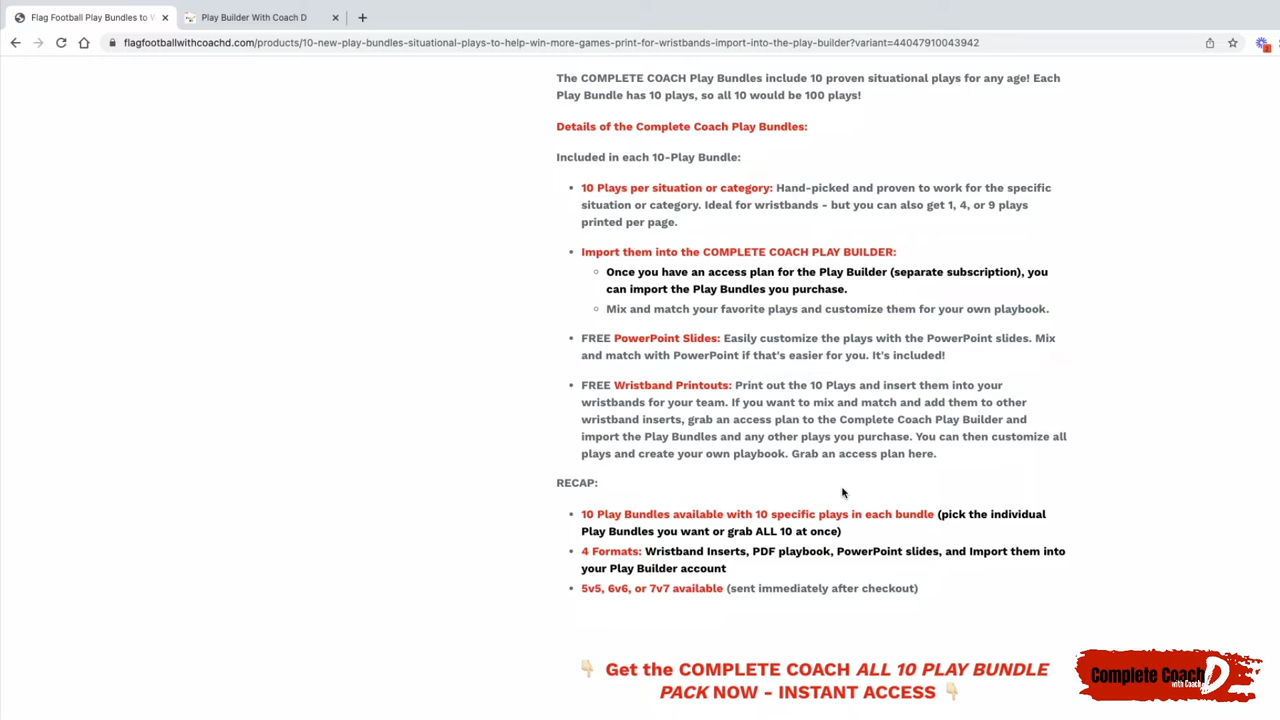 Flag Football Play Bundles to W
Play Builder With Coach D
flagfootballwithcoachd.com/products/10-new-play-bundles-situational-plays-to-help-win-more-games-print-for-wristbands-import-into-the-play-builder?variant=44047910043942
The COMPLETE COACH Play Bundles include 10 proven situational plays for any age! Each
Play Bundle has 10 plays, so all 10 would be 100 plays!
Details of the Complete Coach Play Bundles:
Included in each 10-Play Bundle:
• 10 Plays per situation or category: Hand-picked and proven to work for the specific
situation or category. Ideal for wristbands - but you can also get 1, 4, or 9 plays
printed per page.
• Import them into the COMPLETE COACH PLAY BUILDER:
○ Once you have an access plan for the Play Builder (separate subscription), you
can import the Play Bundles you purchase.
○ Mix and match your favorite plays and customize them for your own playbook.
• FREE PowerPoint Slides: Easily customize the plays with the PowerPoint slides. Mix
and match with PowerPoint if that's easier for you. It's included!
• FREE Wristband Printouts: Print out the 10 Plays and insert them into your
wristbands for your team. If you want to mix and match and add them to other
wristband inserts, grab an access plan to the Complete Coach Play Builder and
import the Play Bundles and any other plays you purchase. You can then customize all
plays and create your own playbook. Grab an access plan here.
RECAP:
• 10 Play Bundles available with 10 specific plays in each bundle (pick the individual
Play Bundles you want or grab ALL 10 at once)
• 4 Formats: Wristband Inserts, PDF playbook, PowerPoint slides, and Import them into
your Play Builder account
• 5v5, 6v6, or 7v7 available (sent immediately after checkout)
👇🏻 Get the COMPLETE COACH ALL 10 PLAY BUNDLE
PACK NOW - INSTANT ACCESS 👇🏻
Complete Coach
with Coach D